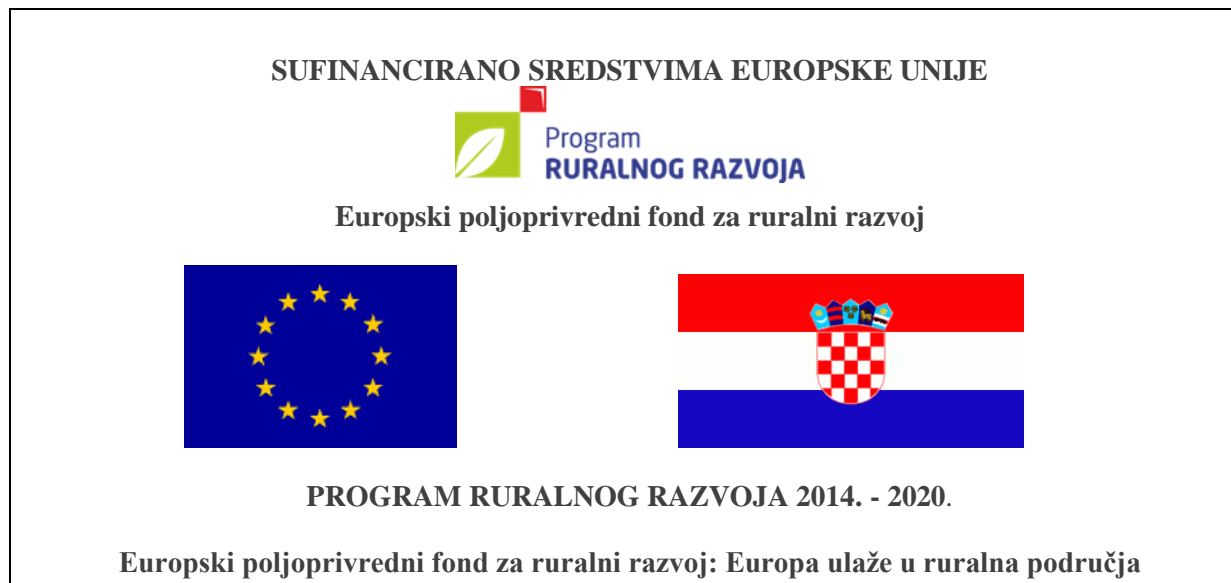 SUFINANCIRANO SREDSTVIMA EUROPSKE UNIJE
Program
RURALNOG RAZVOJA
Europski poljoprivredni fond za ruralni razvoj
PROGRAM RURALNOG RAZVOJA 2014. - 2020.
Europski poljoprivredni fond za ruralni razvoj: Europa ulaže u ruralna područja